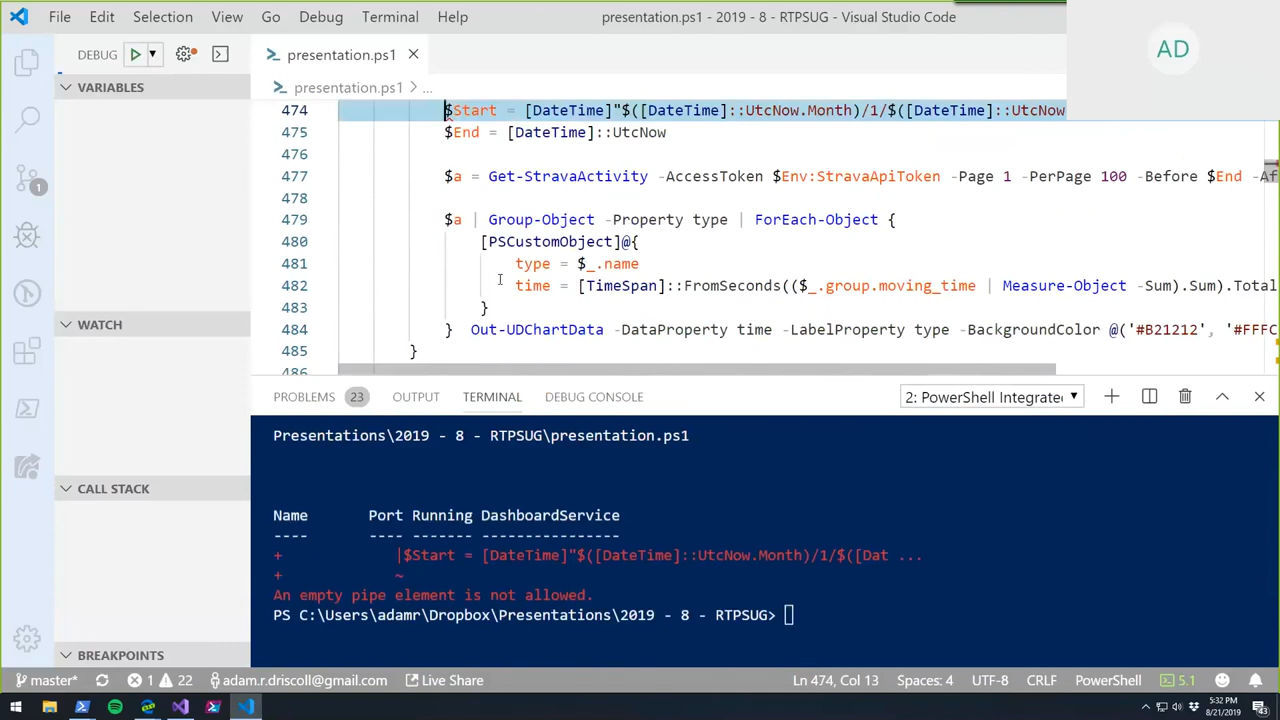 File Edit Selection View Go Debug Terminal Help presentation.ps1 - 2019 - 8 - RTPSUG - Visual Studio Code
AD
DEBUG
presentation.ps1
VARIABLES
presentation.ps1 > ...
474 $Start = [DateTime]"$([DateTime]::UtcNow.Month)/1/$([DateTime]::UtcNow
475 $End = [DateTime]::UtcNow
476
477 $a = Get-StravaActivity -AccessToken $Env:StravaApiToken -Page 1 -PerPage 100 -Before $End -Af
478
479 $a | Group-Object -Property type | ForEach-Object {
480 [PSCustomObject]@{
481 type = $_.name
482 time = [TimeSpan]::FromSeconds(($_.group.moving_time | Measure-Object -Sum).Sum).Total
483 }
484 } Out-UDChartData -DataProperty time -LabelProperty type -BackgroundColor @('#B21212', '#FFFC
485 }
486
1
WATCH
CALL STACK
BREAKPOINTS
PROBLEMS 23 OUTPUT TERMINAL DEBUG CONSOLE 2: PowerShell Integrate
Presentations\2019 - 8 - RTPSUG\presentation.ps1
Name Port Running DashboardService
---- ---- ------- ----------------
+ |$Start = [DateTime]"$([DateTime]::UtcNow.Month)/1/$([Dat ...
+ ~
An empty pipe element is not allowed.
PS C:\Users\adamr\Dropbox\Presentations\2019 - 8 - RTPSUG>
master* 1 22 adam.r.driscoll@gmail.com Live Share Ln 474, Col 13 Spaces: 4 UTF-8 CRLF PowerShell 5.1
5:32 PM
8/21/2019
43